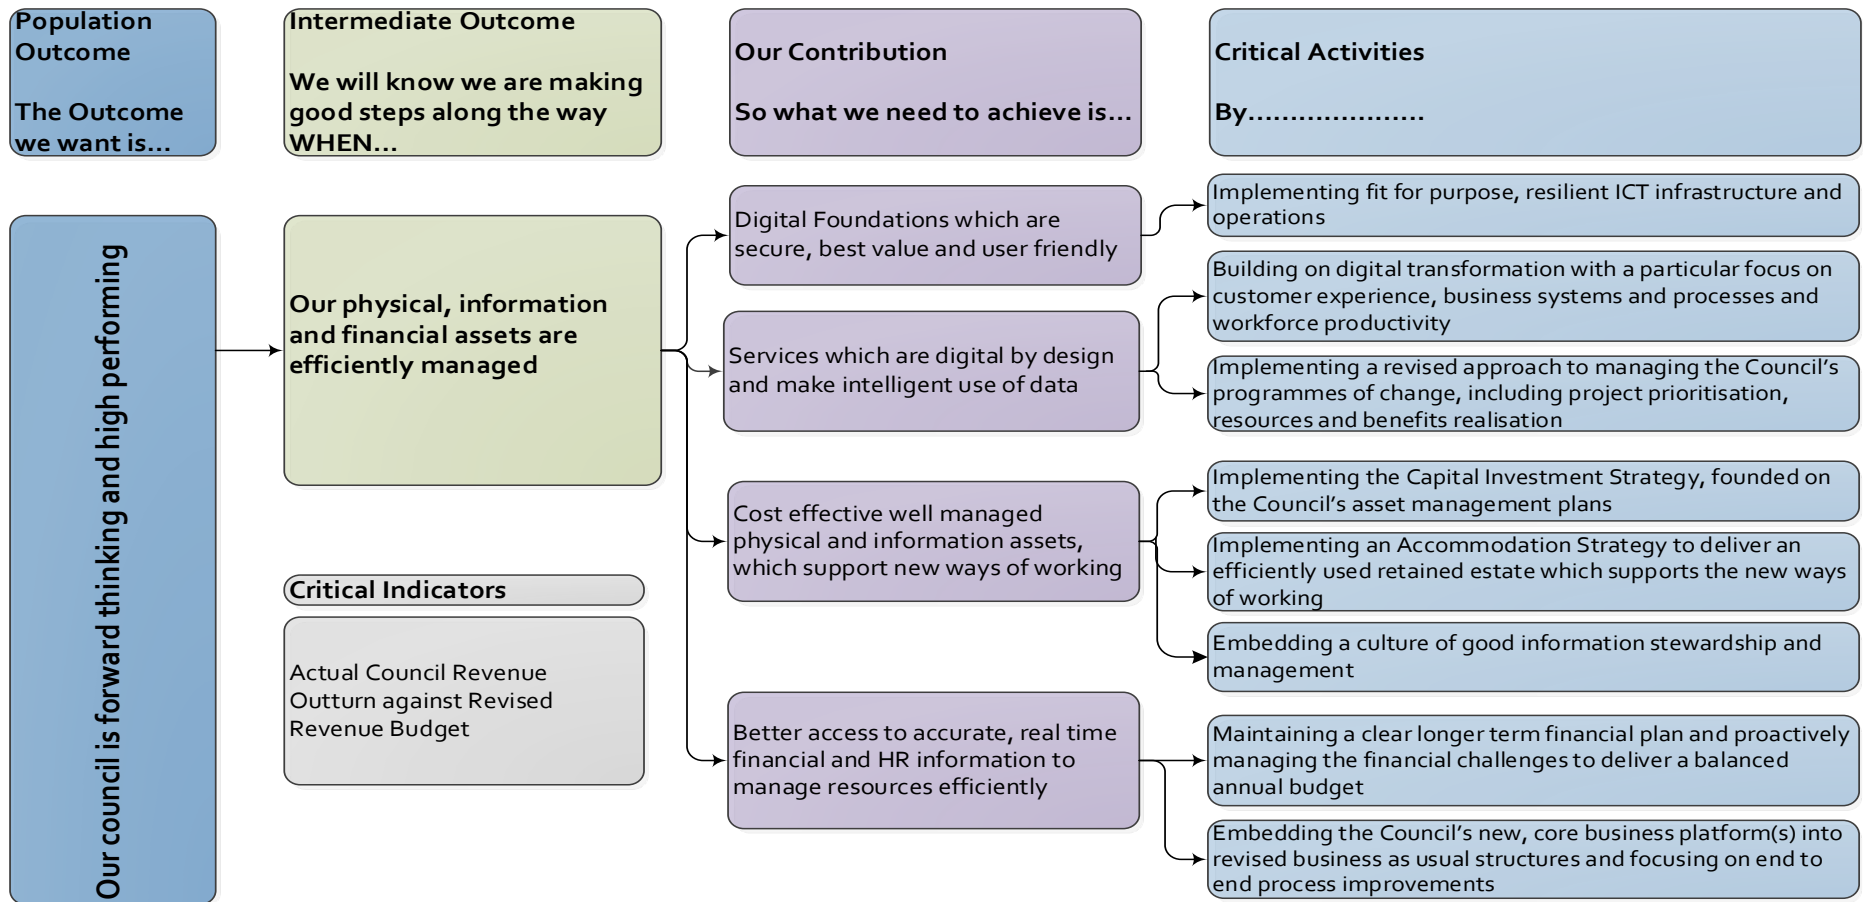 Population
Outcome
The Outcome
we want is...
Intermediate Outcome
We will know we are making
good steps along the way
WHEN...
Our Contribution
So what we need to achieve is...
Critical Activities
By.....................
Our council is forward thinking and high performing
Our physical, information
and financial assets are
efficiently managed
Critical Indicators
Actual Council Revenue
Outturn against Revised
Revenue Budget
Digital Foundations which are
secure, best value and user friendly
Services which are digital by design
and make intelligent use of data
Cost effective well managed
physical and information assets,
which support new ways of working
Better access to accurate, real time
financial and HR information to
manage resources efficiently
Implementing fit for purpose, resilient ICT infrastructure and
operations
Building on digital transformation with a particular focus on
customer experience, business systems and processes and
workforce productivity
Implementing a revised approach to managing the Council’s
programmes of change, including project prioritisation,
resources and benefits realisation
Implementing the Capital Investment Strategy, founded on
the Council’s asset management plans
Implementing an Accommodation Strategy to deliver an
efficiently used retained estate which supports the new ways
of working
Embedding a culture of good information stewardship and
management
Maintaining a clear longer term financial plan and proactively
managing the financial challenges to deliver a balanced
annual budget
Embedding the Council’s new, core business platform(s) into
revised business as usual structures and focusing on end to
end process improvements